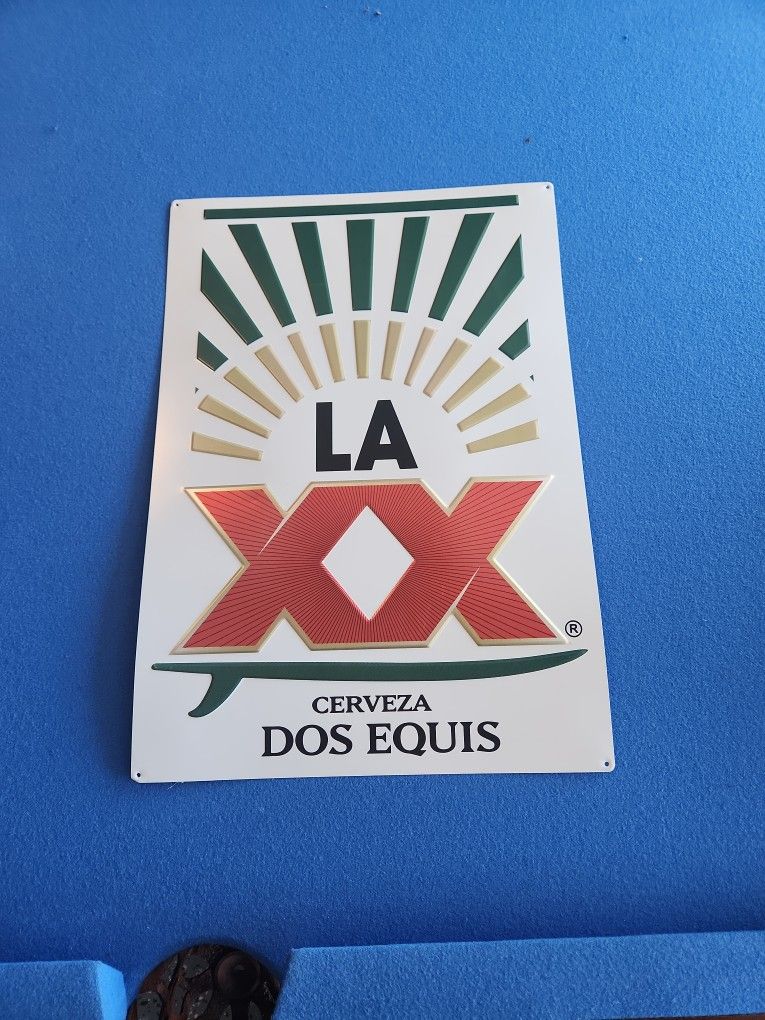 LA
XX
®
CERVEZA
DOS EQUIS